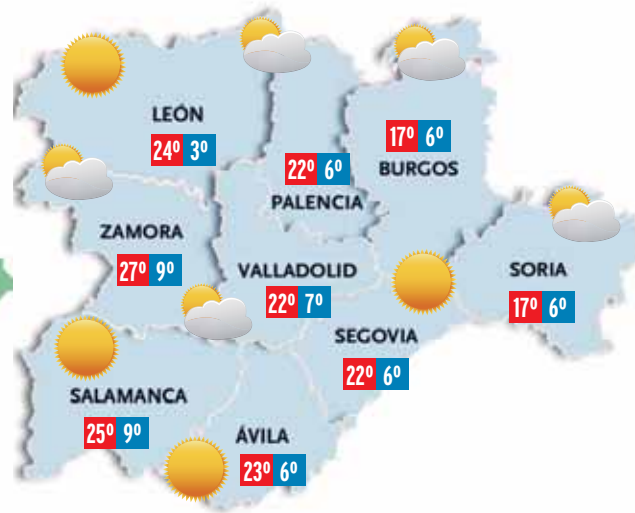 LEÓN
24º 3º
17º 6º
BURGOS
22º 6º
PALENCIA
ZAMORA
27º 9º
VALLADOLID
22º 7º
SORIA
17º 6º
SEGOVIA
22º 6º
SALAMANCA
25º 9º
ÁVILA
23º 6º